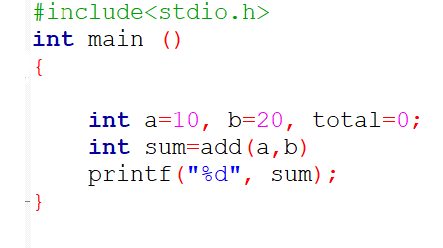 #include<stdio.h>
int main ()
{
int a=10, b=20, total=0;
int sum=add(a,b)
printf("%d", sum);
}